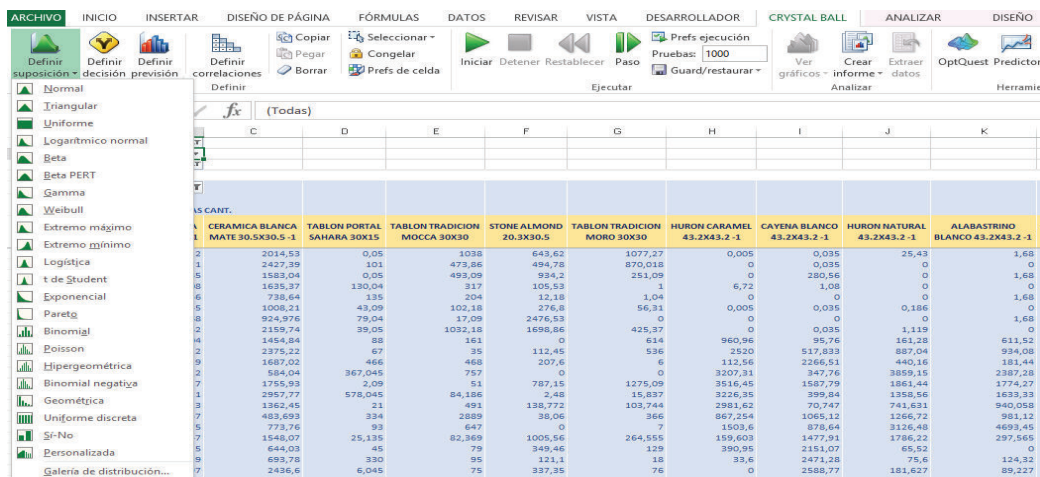 ARCHIVO INICIO INSERTAR DISEÑO DE PÁGINA FÓRMULAS DATOS REVISAR VISTA DESARROLLADOR CRYSTAL BALL ANALIZAR DISEÑO
Definir suposición
Definir decisión
Definir previsión
Definir correlaciones
Copiar
Pegar
Borrar
Seleccionar
Congelar
Prefs de celda
Definir
Iniciar Detener Restablecer Paso
Prefs ejecución
Pruebas: 1000
Guard/restaurar
Ejecutar
Ver gráficos
Crear informe
Extraer datos
Analizar
OptQuest Predictor
Herramie
Normal
Triangular
Uniforme
Logarítmico normal
Beta
Beta PERT
Gamma
Weibull
Extremo máximo
Extremo mínimo
Logística
t de Student
Exponencial
Pareto
Binomial
Poisson
Hipergeométrica
Binomial negativa
Geométrica
Uniforme discreta
Sí-No
Personalizada
Galería de distribución...
fx (Todas)
C D E F G H I J K
AS CANT.
CERAMICA BLANCA MATE 30.5X30.5 -1
TABLON PORTAL SAHARA 30X15
TABLON TRADICION MOCCA 30X30
STONE ALMOND 20.3X30.5
TABLON TRADICION MORO 30X30
HURON CARAMEL 43.2X43.2 -1
CAYENA BLANCO 43.2X43.2 -1
HURON NATURAL 43.2X43.2 -1
ALABASTRINO BLANCO 43.2X43.2 -1
2014,53 0,05 1038 643,62 1077,27 0,005 0,035 25,43 1,68
2427,39 101 473,86 494,78 870,018 0 0,035 0 0
1583,04 0,05 493,09 934,2 251,09 0 280,56 0 1,68
1635,37 130,04 317 105,53 1 6,72 1,08 0 0
738,64 135 204 12,18 1,04 0 0 0 1,68
1008,21 43,09 102,18 276,8 56,31 0,005 0,035 0,186 0
924,976 79,04 17,09 2476,53 0 0 0 0 1,68
2159,74 39,05 1032,18 1698,86 425,37 0 0,035 1,119 0
1454,84 88 161 0 614 960,96 95,76 161,28 611,52
2375,22 67 35 112,45 536 2520 517,833 887,04 934,08
1687,02 466 468 207,6 6 112,56 2266,51 440,16 181,44
584,04 367,045 757 0 0 3207,31 347,76 3859,15 2387,28
1755,93 2,09 51 787,15 1275,09 3516,45 1587,79 1861,44 1774,27
2957,77 578,045 84,186 2,48 15,837 3226,35 399,84 1358,56 1633,33
1362,45 21 491 138,772 103,744 2981,62 70,747 741,631 940,058
483,693 334 2889 38,06 366 867,254 1065,12 1266,72 981,12
773,76 93 647 0 7 1503,6 878,64 3126,48 4693,45
1548,07 25,135 82,369 1005,56 264,555 159,603 1477,91 1786,22 297,565
644,03 45 79 349,46 129 390,95 2151,07 65,52 0
693,78 330 95 121,1 18 33,6 2471,28 75,6 124,32
2436,6 6,045 75 337,35 76 0 2588,77 181,627 89,227